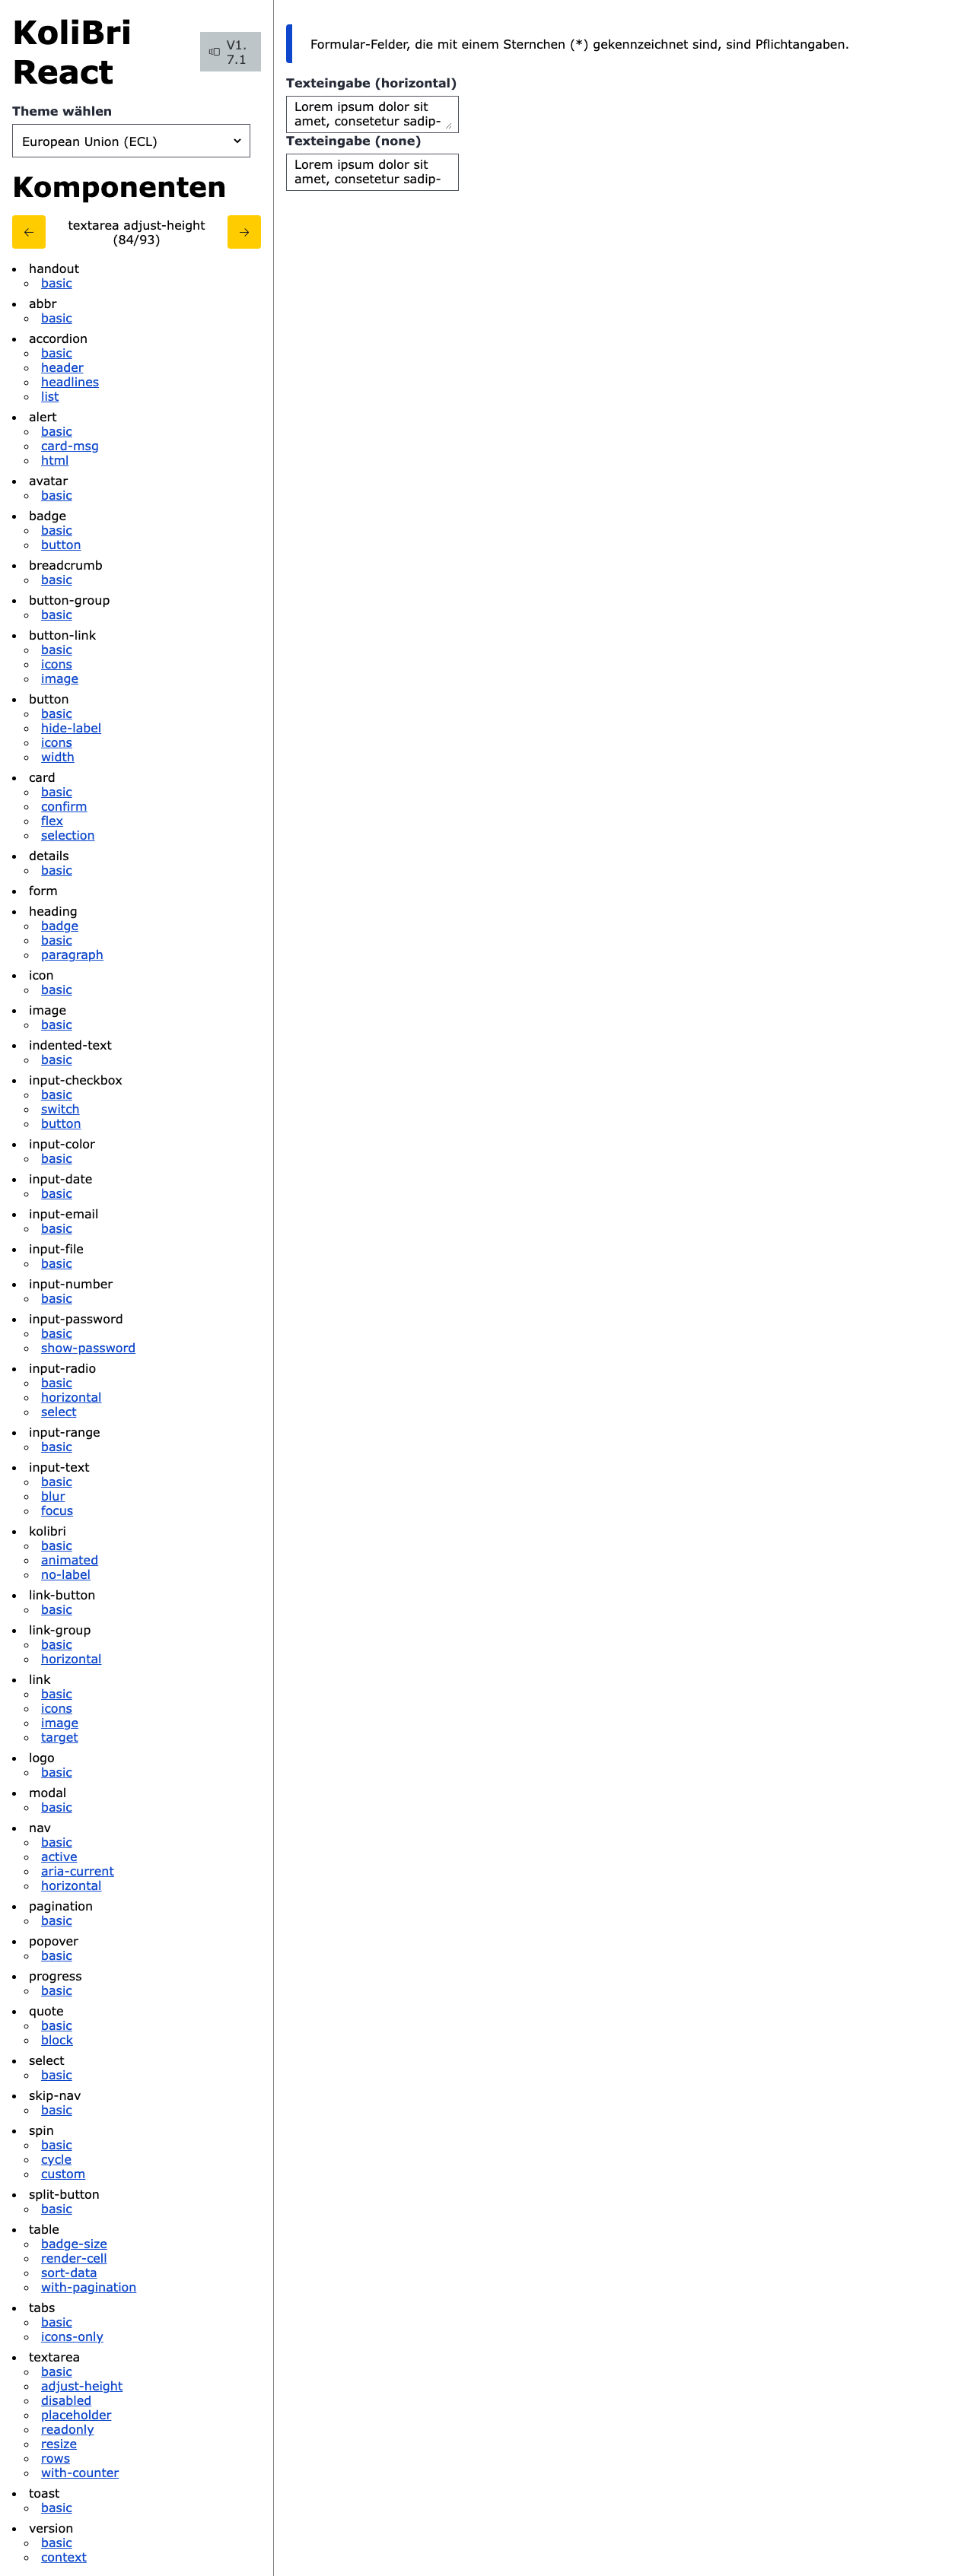 KoliBri
React
V1.
7.1
Theme wählen
European Union (ECL)
Komponenten
←
textarea adjust-height
(84/93)
→
handout
basic
abbr
basic
accordion
basic
header
headlines
list
alert
basic
card-msg
html
avatar
basic
badge
basic
button
breadcrumb
basic
button-group
basic
button-link
basic
icons
image
button
basic
hide-label
icons
width
card
basic
confirm
flex
selection
details
basic
form
heading
badge
basic
paragraph
icon
basic
image
basic
indented-text
basic
input-checkbox
basic
switch
button
input-color
basic
input-date
basic
input-email
basic
input-file
basic
input-number
basic
input-password
basic
show-password
input-radio
basic
horizontal
select
input-range
basic
input-text
basic
blur
focus
kolibri
basic
animated
no-label
link-button
basic
link-group
basic
horizontal
link
basic
icons
image
target
logo
basic
modal
basic
nav
basic
active
aria-current
horizontal
pagination
basic
popover
basic
progress
basic
quote
basic
block
select
basic
skip-nav
basic
spin
basic
cycle
custom
split-button
basic
table
badge-size
render-cell
sort-data
with-pagination
tabs
basic
icons-only
textarea
basic
adjust-height
disabled
placeholder
readonly
resize
rows
with-counter
toast
basic
version
basic
context
Formular-Felder, die mit einem Sternchen (*) gekennzeichnet sind, sind Pflichtangaben.
Texteingabe (horizontal)
Lorem ipsum dolor sit
amet, consetetur sadip-
Texteingabe (none)
Lorem ipsum dolor sit
amet, consetetur sadip-